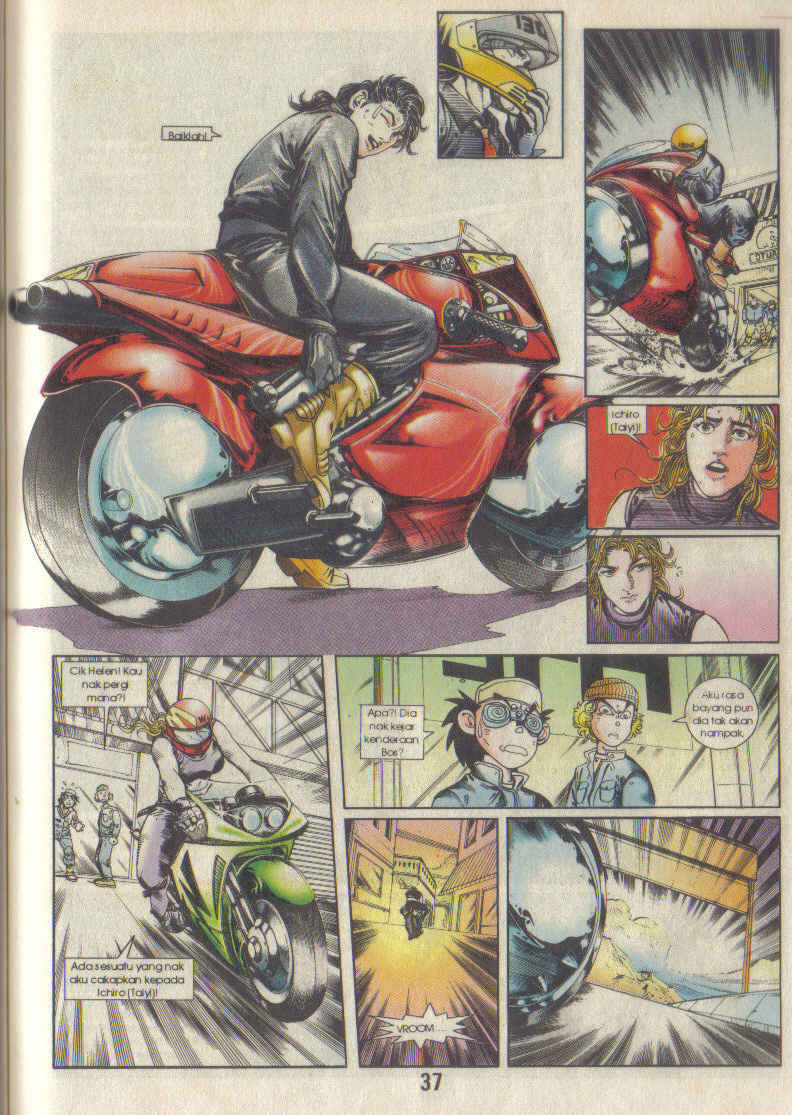 Baiklah!
130
Ichiro
(Taiyi)!
Cik Helen! Kau
nak pergi
mana?!
Ada sesuatu yang nak
aku cakapkan kepada
Ichiro (Taiyi)!
Apa?! Dia
nak kejar
kenderaan
Bos?
Aku rasa
bayang pun
dia tak akan
nampak.
VROOM...
37